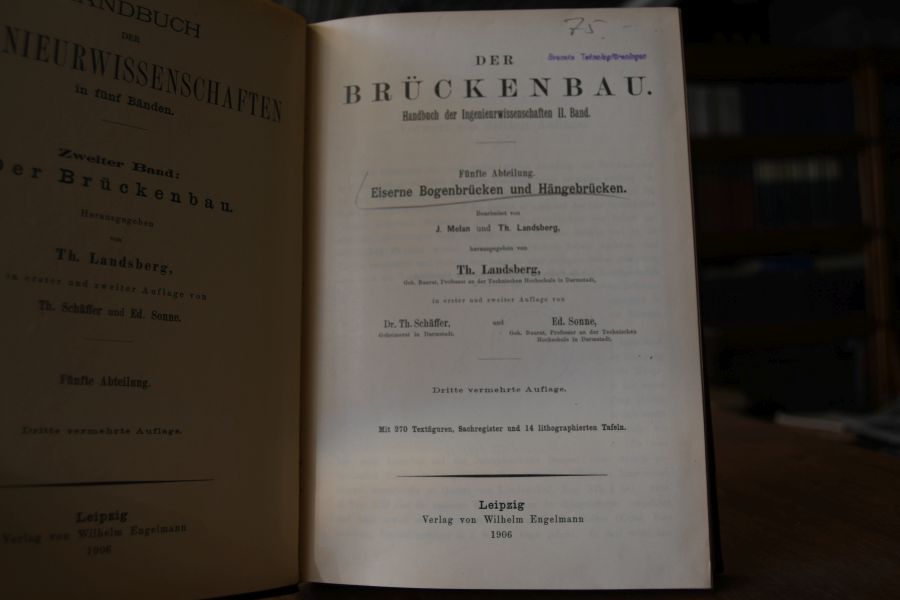 HANDBUCH
DER
NIEURWISSENSCHAFTEN
in fünf Bänden.
Zweiter Band:
Der Brückenbau.
Herausgegeben
von
Th. Landsberg,
in erster und zweiter Auflage von
Th. Schäffer und Ed. Sonne.
Fünfte Abteilung.
Dritte vermehrte Auflage.
Leipzig
Verlag von Wilhelm Engelmann
1906
75.-
DER
BRÜCKENBAU.
Handbuch der Ingenieurwissenschaften II. Band.
Fünfte Abteilung.
Eiserne Bogenbrücken und Hängebrücken.
Bearbeitet von
J. Melan und Th. Landsberg,
herausgegeben von
Th. Landsberg,
Geh. Baurat, Professor an der Technischen Hochschule in Darmstadt,
in erster und zweiter Auflage von
Dr. Th. Schäffer, und Ed. Sonne,
Geheimerat in Darmstadt. Geh. Baurat, Professor an der Technischen
Hochschule in Darmstadt.
Dritte vermehrte Auflage.
Mit 270 Textfiguren, Sachregister und 14 lithographierten Tafeln.
Leipzig
Verlag von Wilhelm Engelmann
1906